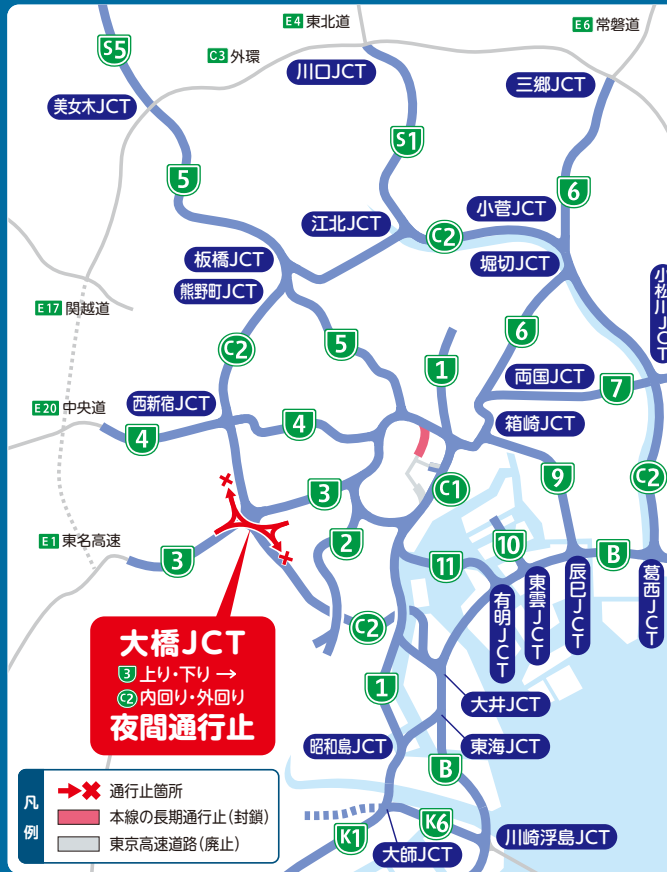 E4 東北道
E6 常磐道
S5
C3 外環
川口JCT
三郷JCT
美女木JCT
S1
5
6
小菅JCT
江北JCT
C2
板橋JCT
堀切JCT
熊野町JCT
小松川JCT
E17 関越道
C2
5
6
1
両国JCT
7
E20 中央道
西新宿JCT
4
4
箱崎JCT
3
C1
9
C2
E1 東名高速
3
2
11
10
B
有明JCT
東雲JCT
辰巳JCT
葛西JCT
大橋JCT
3 上り・下り →
C2 内回り・外回り
夜間通行止
C2
1
大井JCT
昭和島JCT
東海JCT
B
凡例
通行止箇所
本線の長期通行止(封鎖)
東京高速道路(廃止)
K1
K6
大師JCT
川崎浮島JCT